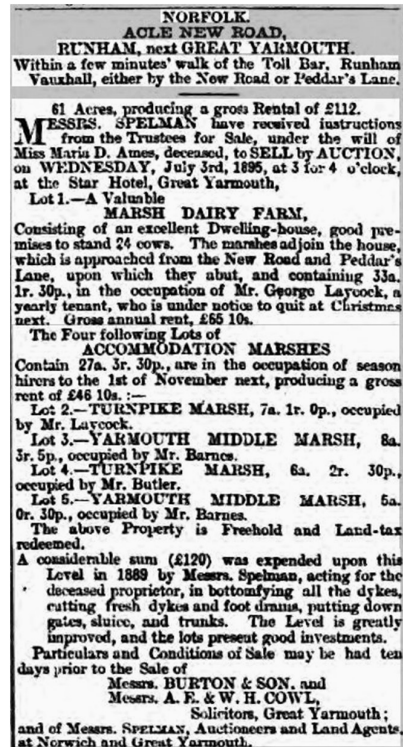 NORFOLK.
ACLE NEW ROAD,
RUNHAM, next GREAT YARMOUTH.
Within a few minutes' walk of the Toll Bar, Runham
Vauxhall, either by the New Road or Peddar's Lane.
61 Acres, producing a gross Rental of £112.
MESSRS. SPELMAN have received instructions
from the Trustees for Sale, under the will of
Miss Maria D. Ames, deceased, to SELL by AUCTION,
on WEDNESDAY, July 3rd, 1895, at 3 for 4 o'clock,
at the Star Hotel, Great Yarmouth,
Lot 1.—A Valuable
MARSH DAIRY FARM,
Consisting of an excellent Dwelling-house, good pre-
mises to stand 24 cows. The marshes adjoin the house,
which is approached from the New Road and Peddar's
Lane, upon which they abut, and containing 33a.
1r. 30p., in the occupation of Mr. George Laycock, a
yearly tenant, who is under notice to quit at Christmas
next. Gross annual rent, £65 10s.
The Four following Lots of
ACCOMMODATION MARSHES
Contain 27a. 3r. 30p., are in the occupation of season
hirers to the 1st of November next, producing a gross
rent of £46 10s. :—
Lot 2.—TURNPIKE MARSH, 7a. 1r. 0p., occupied
by Mr. Laycock.
Lot 3.—YARMOUTH MIDDLE MARSH, 8a.
3r. 5p., occupied by Mr. Barnes.
Lot 4.—TURNPIKE MARSH, 6a. 2r. 30p.,
occupied by Mr. Butler.
Lot 5.—YARMOUTH MIDDLE MARSH, 5a.
0r. 30p., occupied by Mr. Barnes.
The above Property is Freehold and Land-tax
redeemed.
A considerable sum (£120) was expended upon this
Level in 1889 by Messrs. Spelman, acting for the
deceased proprietor, in bottomfying all the dykes,
cutting fresh dykes and foot drains, putting down
gates, sluice, and trunks. The Level is greatly
improved, and the lots present good investments.
Particulars and Conditions of Sale may be had ten
days prior to the Sale of
Messrs. BURTON & SON, and
Messrs. A. E. & W. H. COWL,
Solicitors, Great Yarmouth ;
and of Messrs. SPELMAN, Auctioneers and Land Agents,
at Norwich and Great Yarmouth.